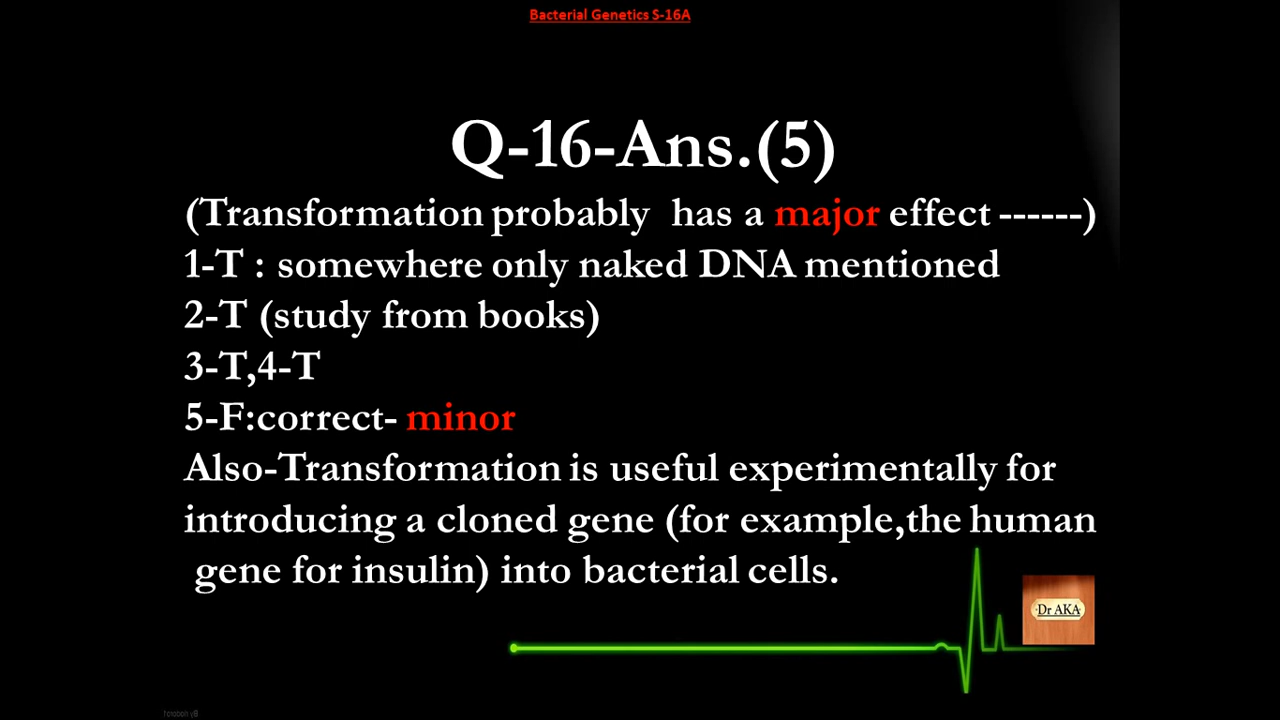 Bacterial Genetics S-16A
Q-16-Ans.(5)
(Transformation probably has a major effect ------)
1-T : somewhere only naked DNA mentioned
2-T (study from books)
3-T,4-T
5-F:correct- minor
Also-Transformation is useful experimentally for
introducing a cloned gene (for example,the human
gene for insulin) into bacterial cells.
Dr AKA